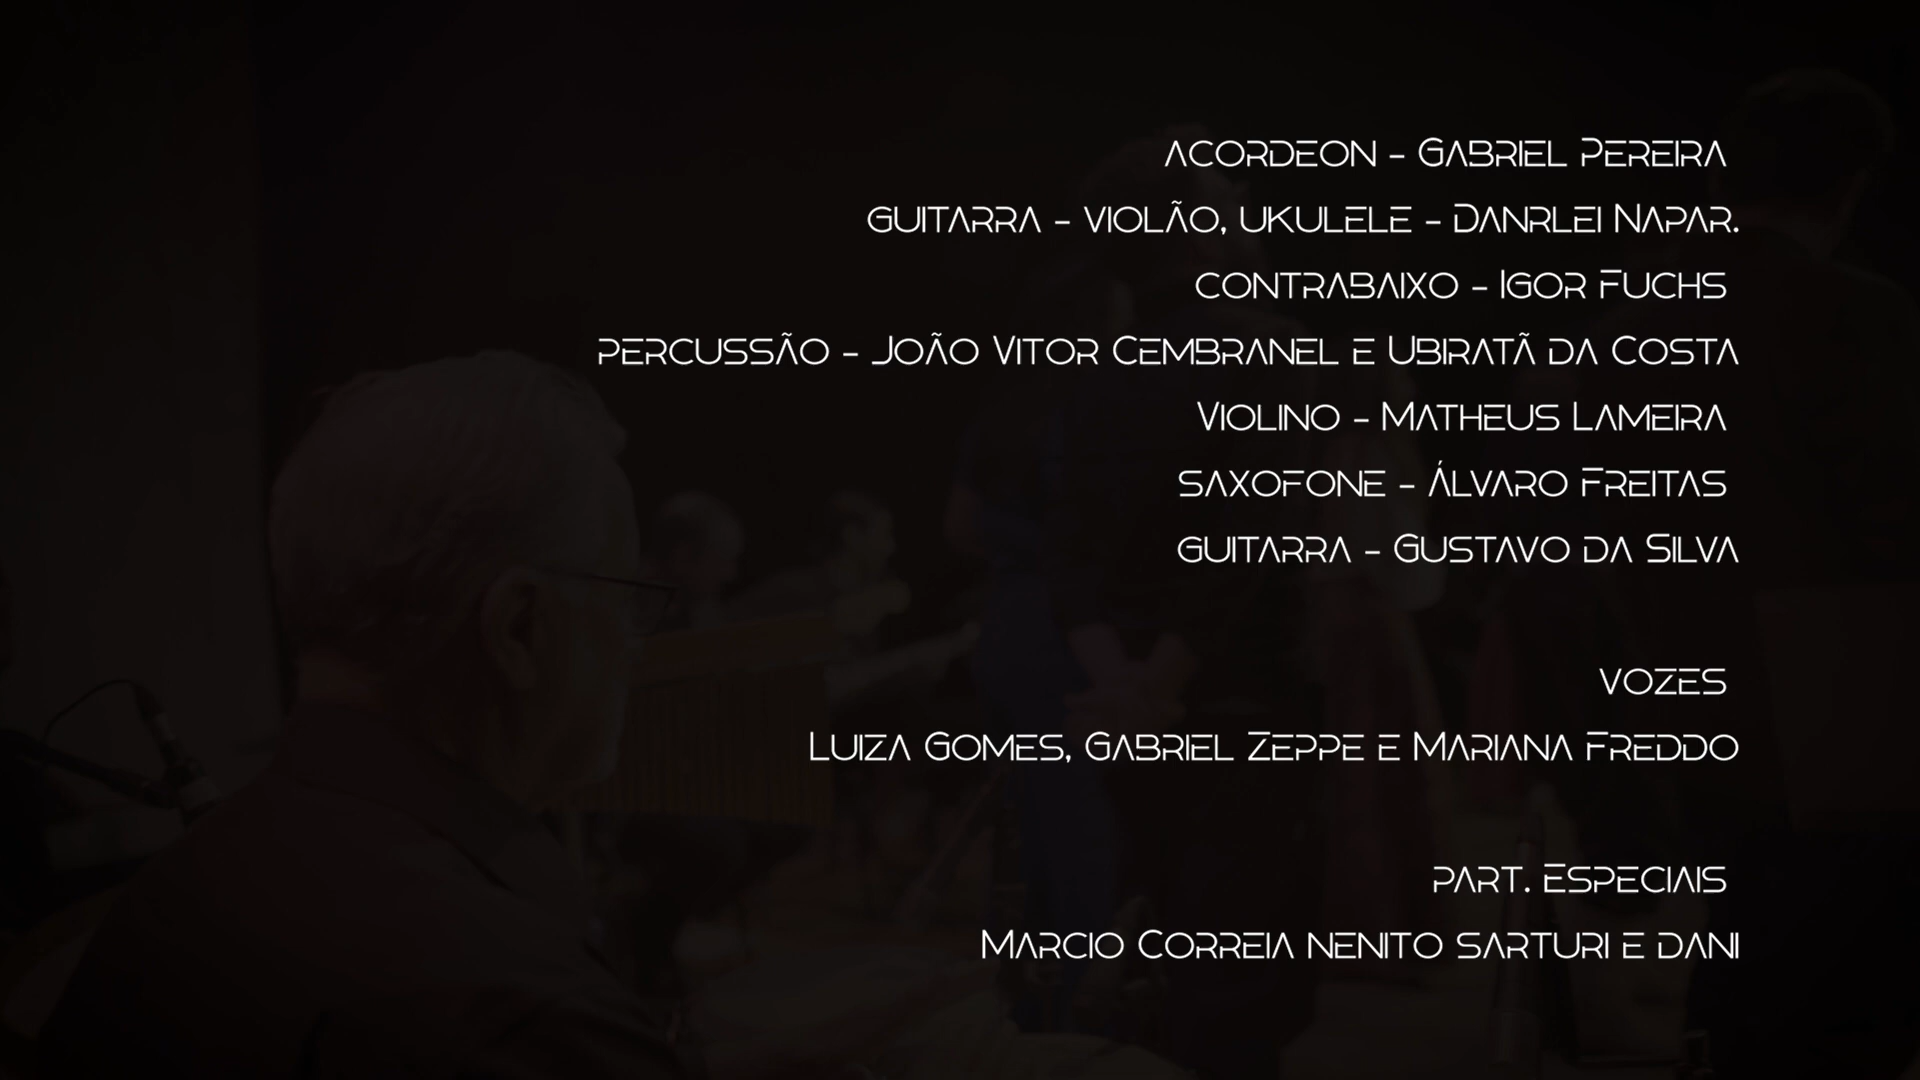 ACORDEON - GABRIEL PEREIRA
GUITARRA - VIOLÃO, UKULELE - DANRLEI NAPAR.
CONTRABAIXO - IGOR FUCHS
PERCUSSÃO - JOÃO VITOR CEMBRANEL E UBIRATÃ DA COSTA
VIOLINO - MATHEUS LAMEIRA
SAXOFONE - ÁLVARO FREITAS
GUITARRA - GUSTAVO DA SILVA
VOZES
LUIZA GOMES, GABRIEL ZEPPE E MARIANA FREDDO
PART. ESPECIAIS
MARCIO CORREIA NENITO SARTURI E DANI